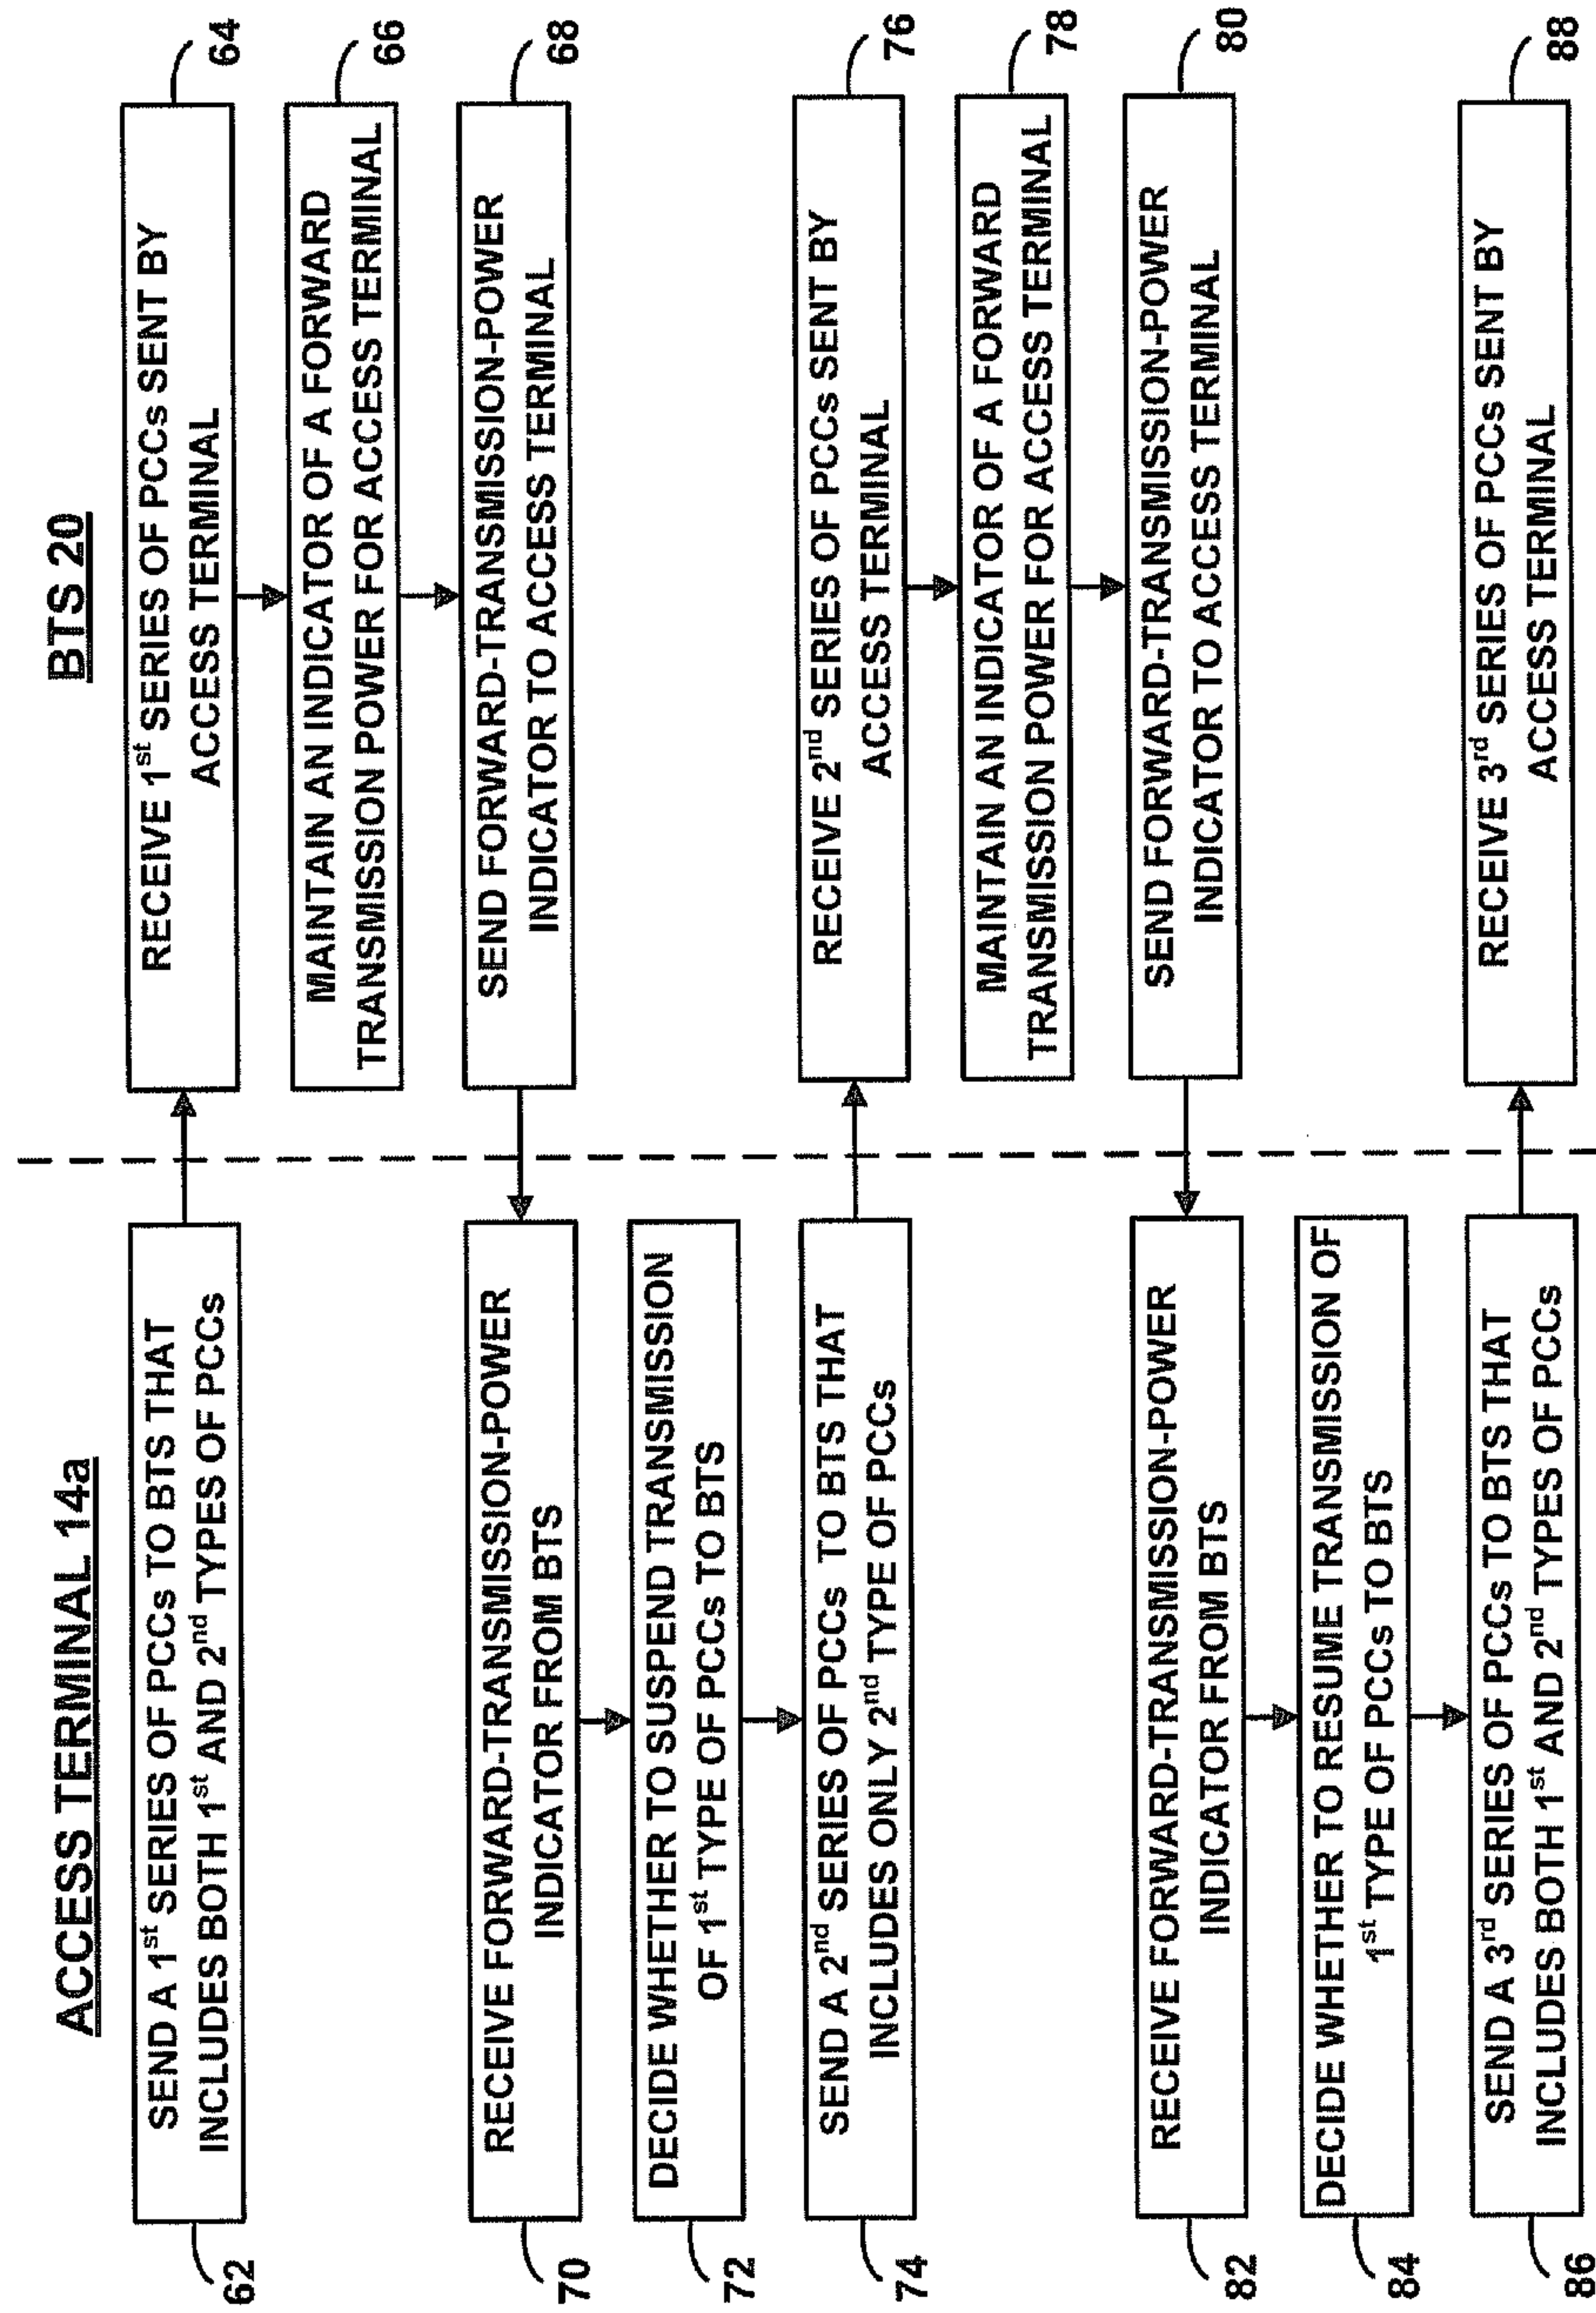 ACCESS TERMINAL 14a
BTS 20
62
SEND A 1st SERIES OF PCCs TO BTS THAT
INCLUDES BOTH 1st AND 2nd TYPES OF PCCs
RECEIVE 1st SERIES OF PCCs SENT BY
ACCESS TERMINAL
64
MAINTAIN AN INDICATOR OF A FORWARD
TRANSMISSION POWER FOR ACCESS TERMINAL
66
SEND FORWARD-TRANSMISSION-POWER
INDICATOR TO ACCESS TERMINAL
68
70
RECEIVE FORWARD-TRANSMISSION-POWER
INDICATOR FROM BTS
72
DECIDE WHETHER TO SUSPEND TRANSMISSION
OF 1st TYPE OF PCCs TO BTS
74
SEND A 2nd SERIES OF PCCs TO BTS THAT
INCLUDES ONLY 2nd TYPE OF PCCs
RECEIVE 2nd SERIES OF PCCs SENT BY
ACCESS TERMINAL
76
MAINTAIN AN INDICATOR OF A FORWARD
TRANSMISSION POWER FOR ACCESS TERMINAL
78
SEND FORWARD-TRANSMISSION-POWER
INDICATOR TO ACCESS TERMINAL
80
82
RECEIVE FORWARD-TRANSMISSION-POWER
INDICATOR FROM BTS
84
DECIDE WHETHER TO RESUME TRANSMISSION OF
1st TYPE OF PCCs TO BTS
86
SEND A 3rd SERIES OF PCCs TO BTS THAT
INCLUDES BOTH 1st AND 2nd TYPES OF PCCs
RECEIVE 3rd SERIES OF PCCs SENT BY
ACCESS TERMINAL
88